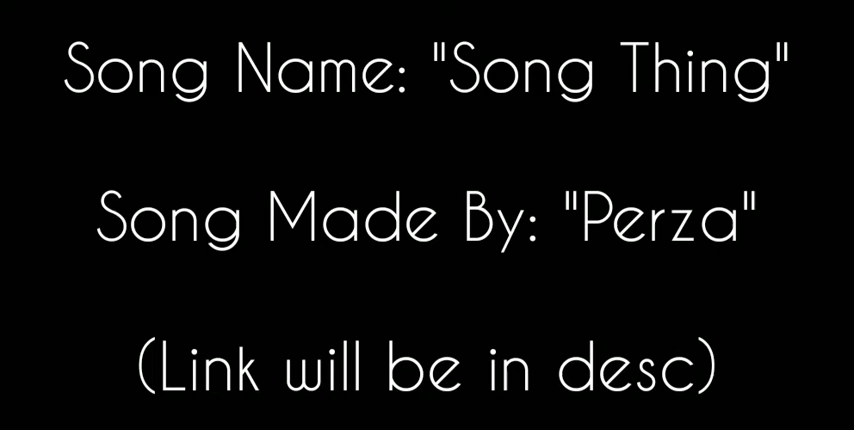 Song Name: "Song Thing"
Song Made By: "Perza"
(Link will be in desc)